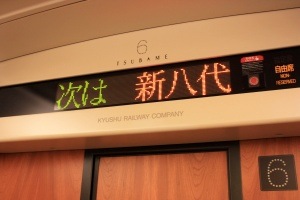 6
TSUBAME
次は 新八代
自由席
NON
RESERVED
KYUSHU RAILWAY COMPANY
6